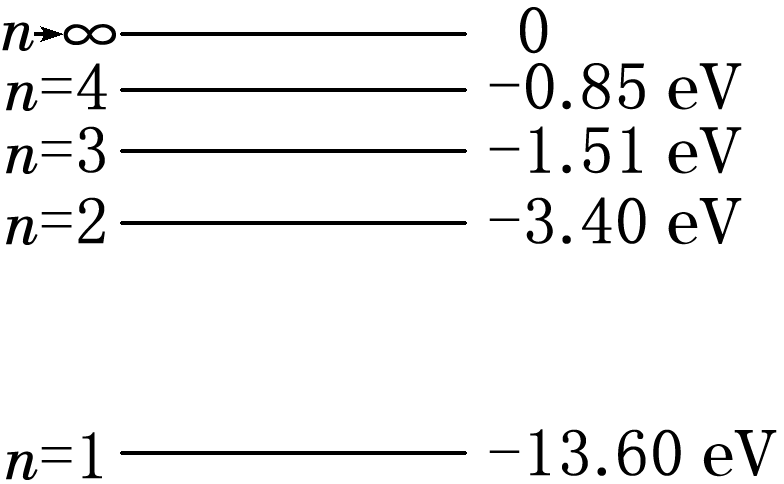 n→∞ 0
n=4 −0.85 eV
n=3 −1.51 eV
n=2 −3.40 eV
n=1 −13.60 eV